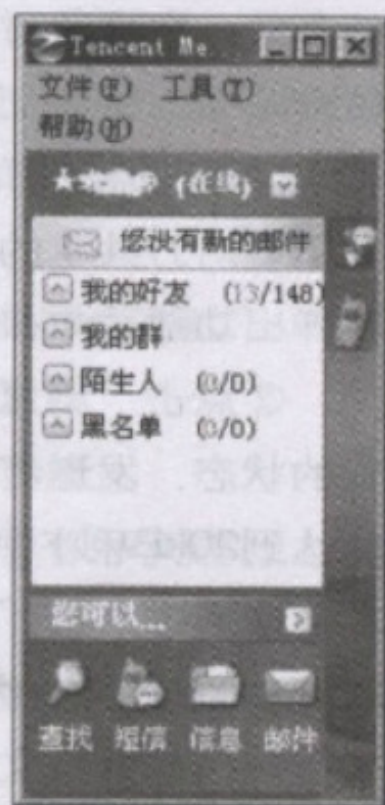 Tencent Me...
文件(F) 工具(T)
帮助(H)
(在线)
您没有新的邮件
我的好友 (13/148)
我的群
陌生人 (0/0)
黑名单 (0/0)
您可以...
查找 短信 信息 邮件